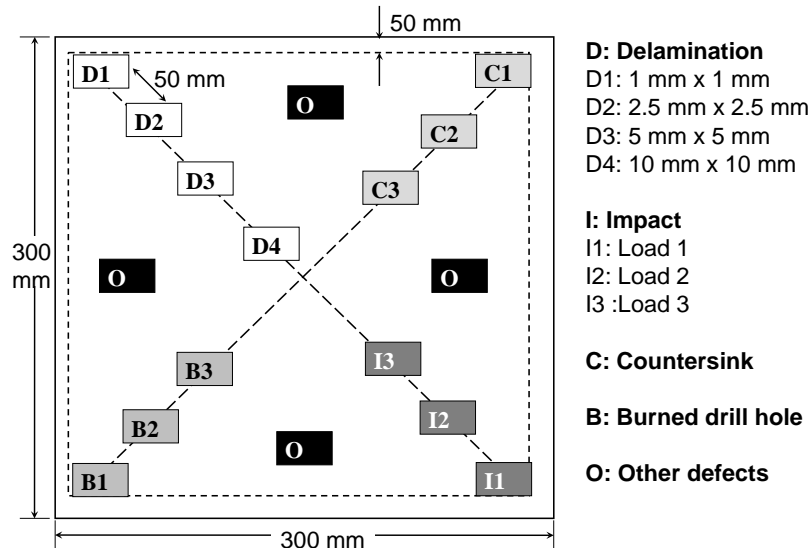 50 mm
D1
50 mm
C1
O
D2
C2
D3
C3
D4
300
mm
O
O
B3
I3
B2
I2
O
B1
I1
300 mm
D: Delamination
D1: 1 mm x 1 mm
D2: 2.5 mm x 2.5 mm
D3: 5 mm x 5 mm
D4: 10 mm x 10 mm
I: Impact
I1: Load 1
I2: Load 2
I3 :Load 3
C: Countersink
B: Burned drill hole
O: Other defects